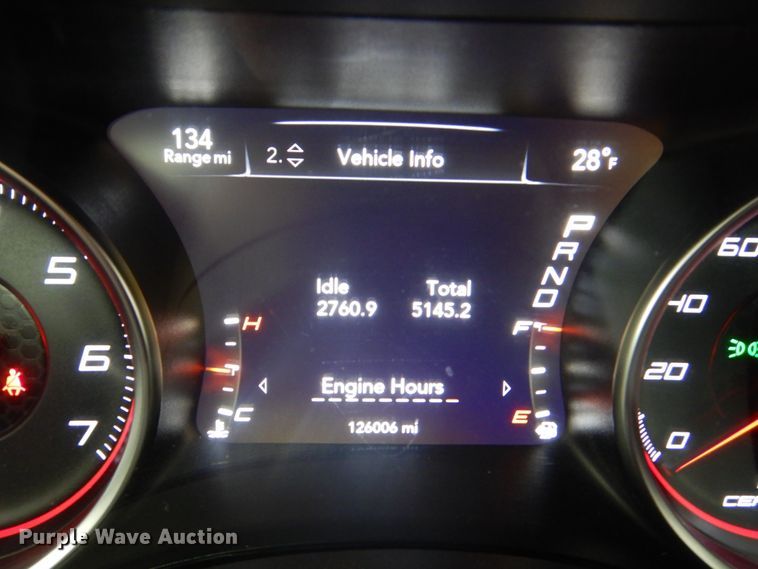 134
Range mi
2.
Vehicle Info
28°F
P
R
N
D
Idle
Total
2760.9
5145.2
H
C
F
E
Engine Hours
126006 mi
5
6
7
60
40
20
0
Purple Wave Auction